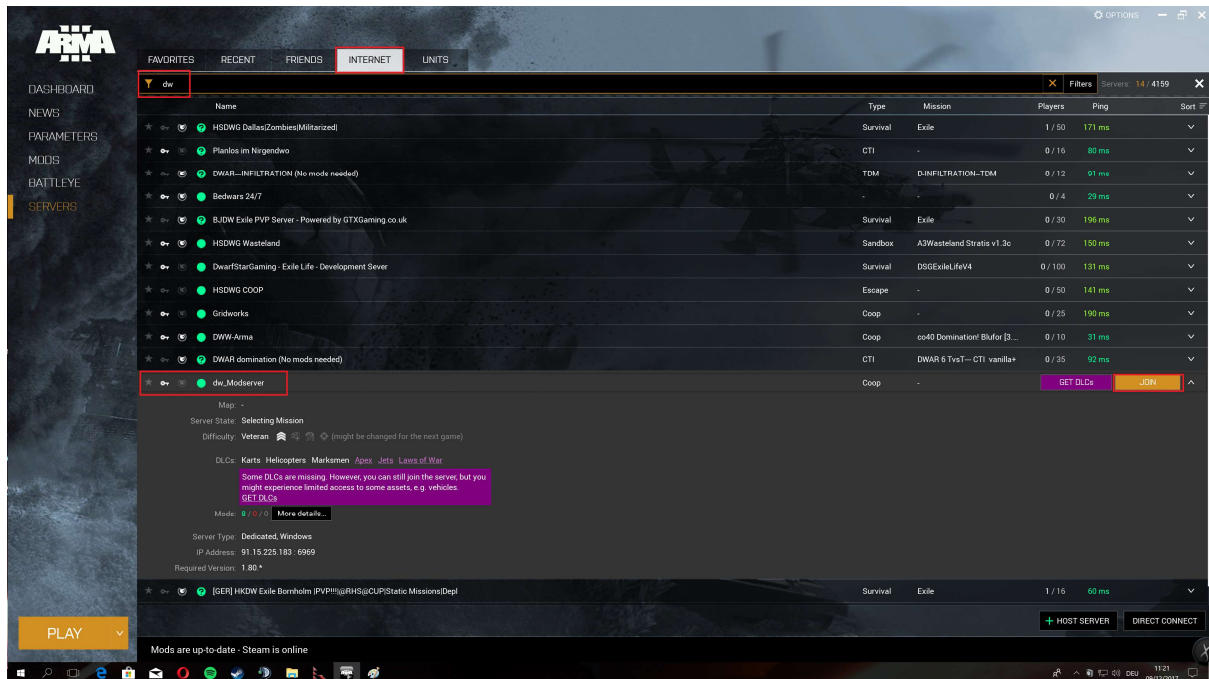 OPTIONS
ARMA III
FAVORITES RECENT FRIENDS INTERNET UNITS
dw Filters Servers: 14 / 4159
DASHBOARD
NEWS
PARAMETERS
MODS
BATTLEYE
SERVERS
Name Type Mission Players Ping Sort
HSDWG Dallas|Zombies|Militarized| Survival Exile 1 / 50 171 ms
Planlos im Nirgendwo CTI - 0 / 16 80 ms
DWAR---INFILTRATION (No mods needed) TDM D-INFILTRATION--TDM 0 / 12 91 ms
Bedwars 24/7 - - 0 / 4 29 ms
BJDW Exile PVP Server - Powered by GTXGaming.co.uk Survival Exile 0 / 30 196 ms
HSDWG Wasteland Sandbox A3Wasteland Stratis v1.3c 0 / 72 150 ms
DwarfStarGaming - Exile Life - Development Sever Survival DSGExileLifeV4 0 / 100 131 ms
HSDWG COOP Escape - 0 / 50 141 ms
Gridworks Coop - 0 / 25 190 ms
DWW-Arma Coop co40 Domination! Blufor [3.... 0 / 10 31 ms
DWAR domination (No mods needed) CTI DWAR 6 TvsT--- CTI vanilla+ 0 / 35 92 ms
dw_Modserver Coop - GET DLCs JOIN
Map: -
Server State: Selecting Mission
Difficulty: Veteran (might be changed for the next game)
DLCs: Karts Helicopters Marksmen Apex Jets Laws of War
Some DLCs are missing. However, you can still join the server, but you
might experience limited access to some assets, e.g. vehicles.
GET DLCs
Mods: 8 / 0 / 0 More details...
Server Type: Dedicated, Windows
IP Address: 91.15.225.183 : 6969
Required Version: 1.80.*
[GER] HKDW Exile Bornholm |PVP!!!|@RHS@CUP|Static Missions|Depl Survival Exile 1 / 16 60 ms
+ HOST SERVER DIRECT CONNECT
PLAY
Mods are up-to-date - Steam is online
DEU 11:21
09/12/2017